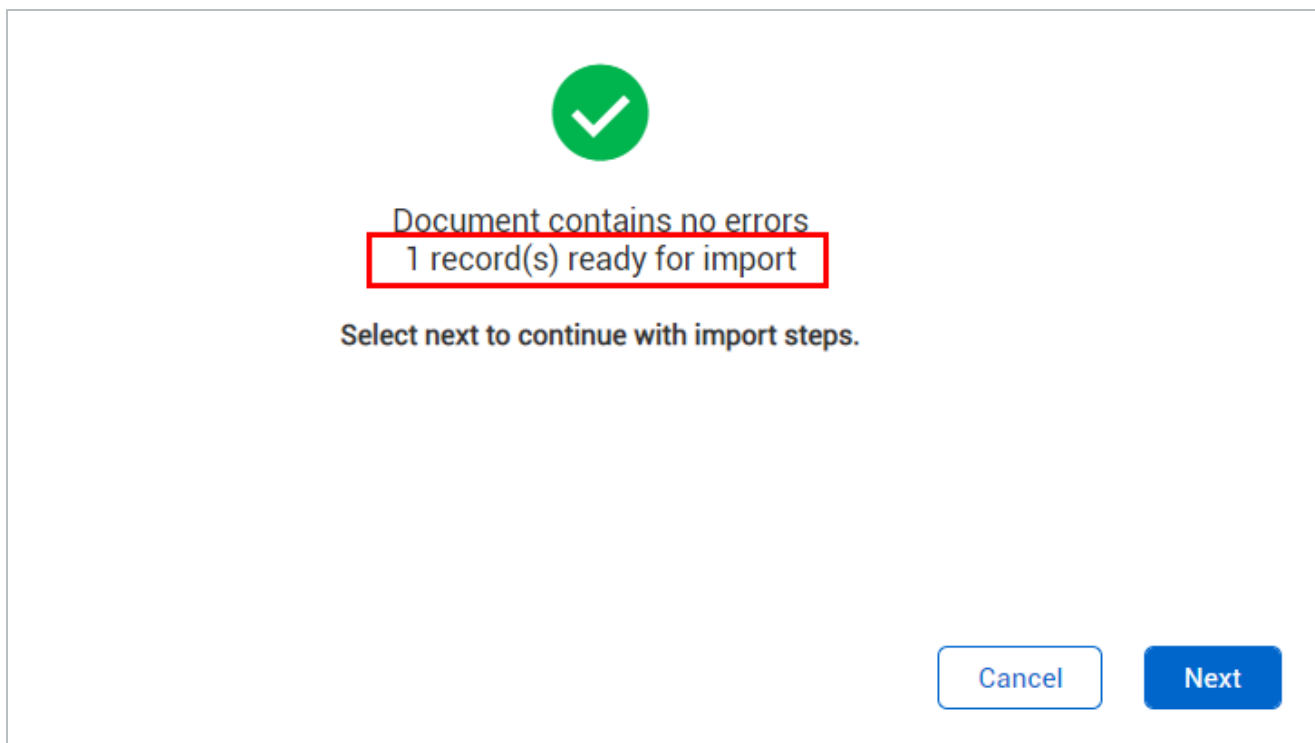 Document contains no errors
1 record(s) ready for import
Select next to continue with import steps.
Cancel
Next